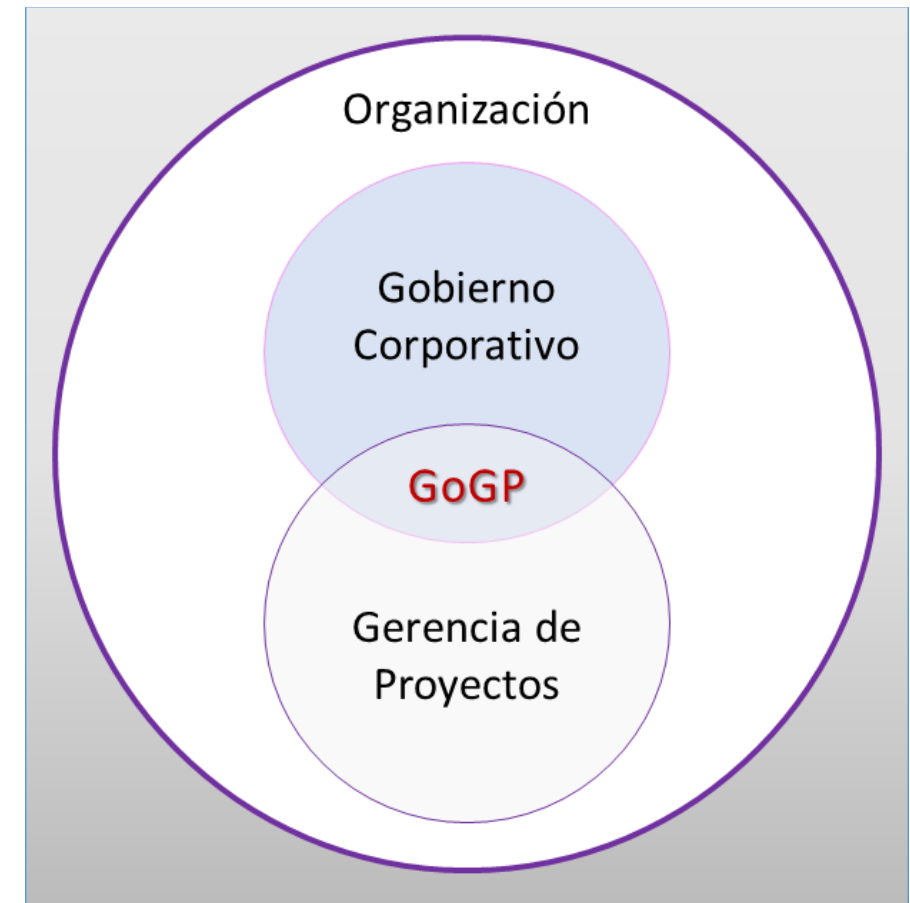 Organización
Gobierno
Corporativo
GoGP
Gerencia de
Proyectos